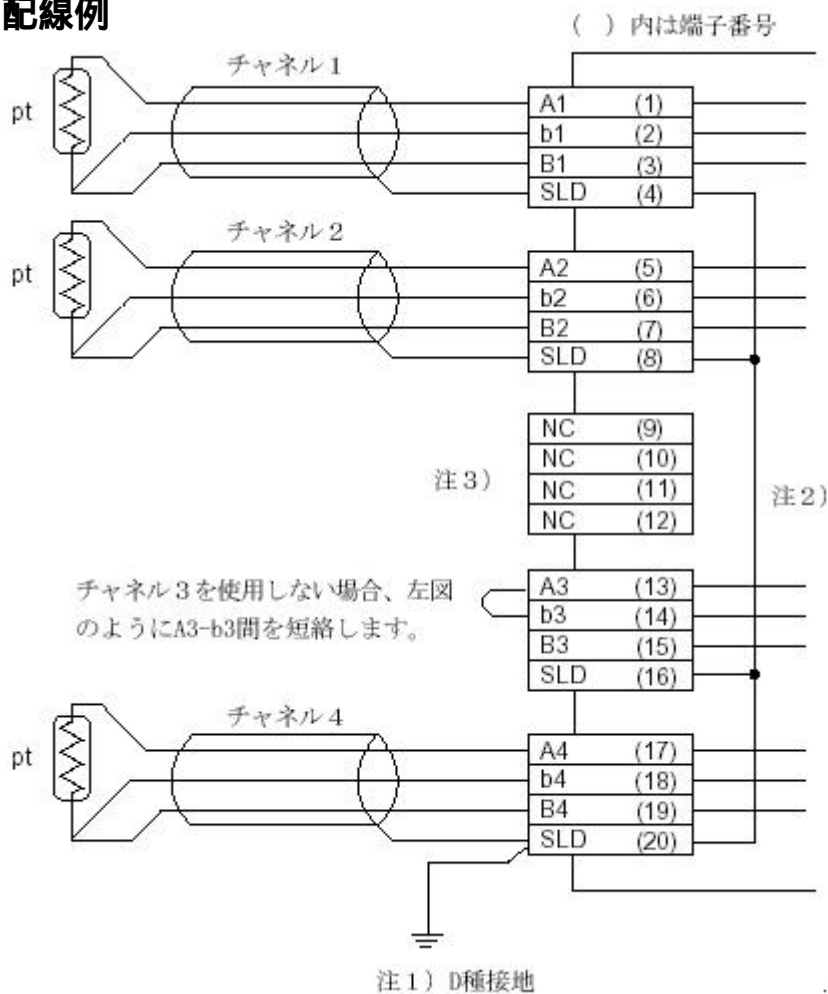 配線例
( ) 内は端子番号
チャネル1
pt
A1 (1)
b1 (2)
B1 (3)
SLD (4)
チャネル2
pt
A2 (5)
b2 (6)
B2 (7)
SLD (8)
NC (9)
NC (10)
NC (11)
NC (12)
注3)
注2)
チャネル3を使用しない場合、左図
のようにA3-b3間を短絡します。
A3 (13)
b3 (14)
B3 (15)
SLD (16)
チャネル4
pt
A4 (17)
b4 (18)
B4 (19)
SLD (20)
注1) D種接地